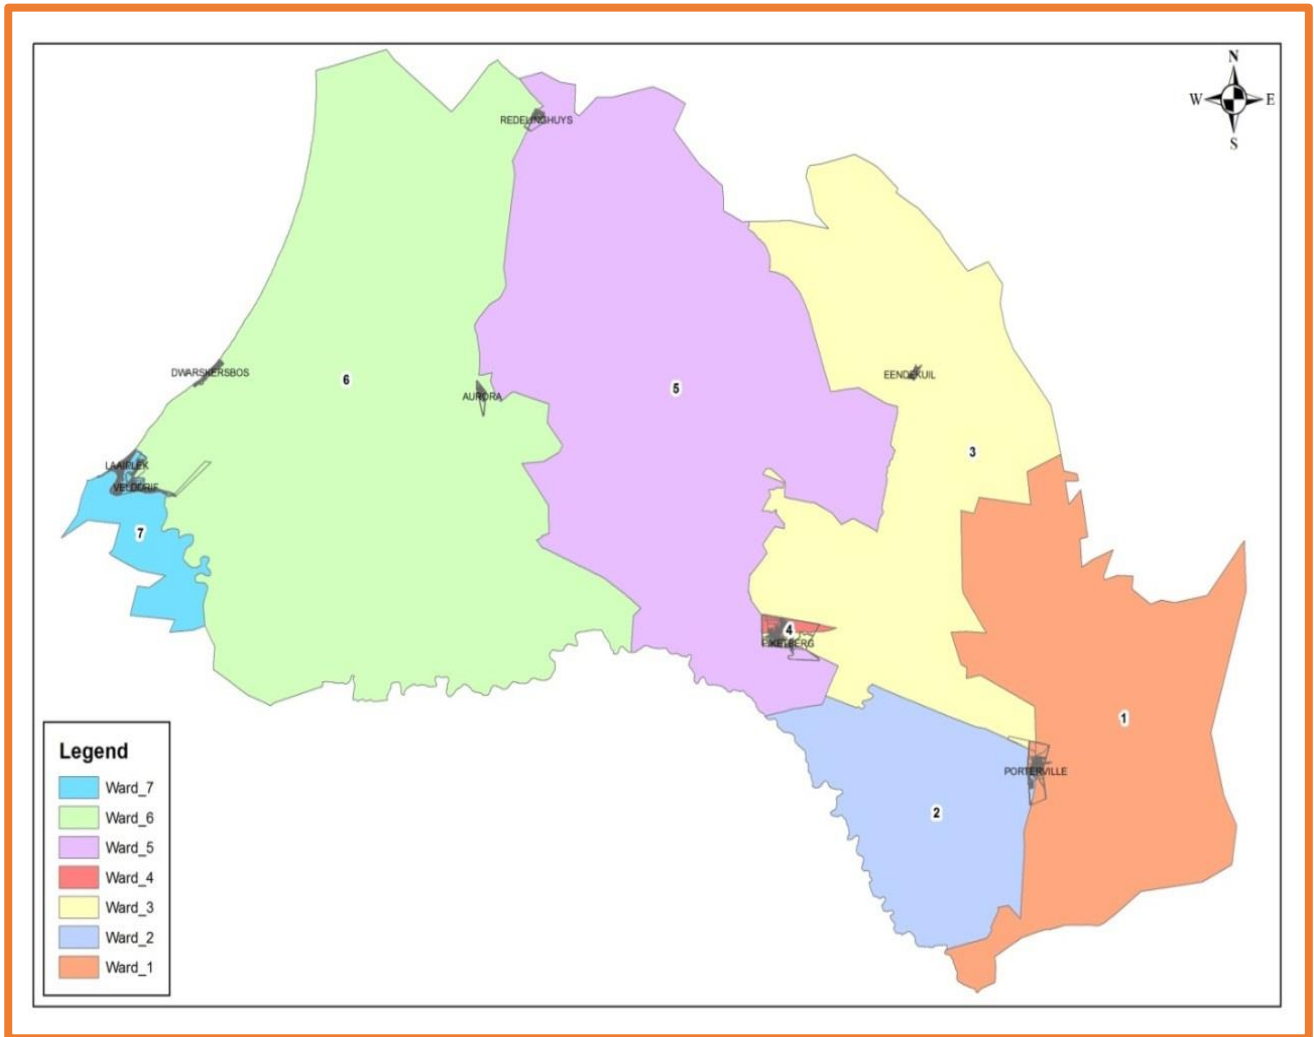 N
W E
S
REDELINGHUYS
DWARSKERSBOS
6
5
AURORA
EENDEKUIL
3
LAAIPLEK
VELDDRIF
7
4
PIKETBERG
1
PORTERVILLE
2
Legend
Ward_7
Ward_6
Ward_5
Ward_4
Ward_3
Ward_2
Ward_1